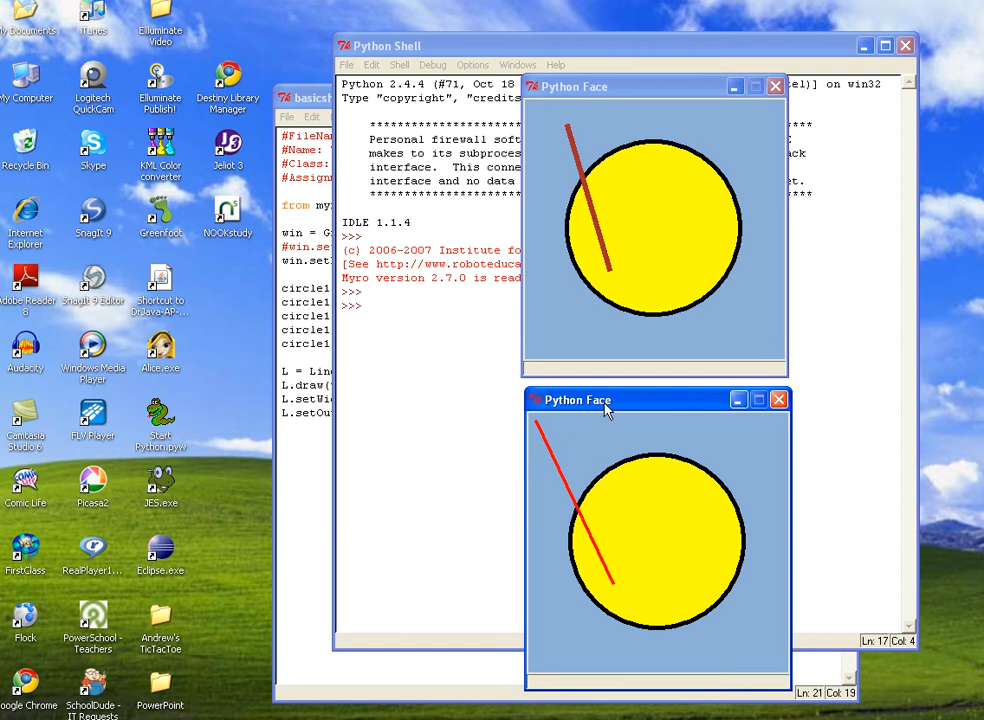 My Documents
iTunes
Elluminate
Video
My Computer
Logitech
QuickCam
Elluminate
Publish!
Destiny Library
Manager
Recycle Bin
Skype
KML Color
converter
Jeliot 3
Internet
Explorer
SnagIt 9
Greenfoot
NOOKstudy
Adobe Reader
8
SnagIt 9 Editor
Shortcut to
DrJava-AP-...
Audacity
Windows Media
Player
Alice.exe
Camtasia
Studio 6
FLV Player
Start
Python.pyw
Comic Life
Picasa2
JES.exe
FirstClass
RealPlayer1...
Eclipse.exe
Flock
PowerSchool -
Teachers
Andrew's
TicTacToe
oogle Chrome
SchoolDude -
IT Requests
PowerPoint
basicsh
File Edit
#FileNam
#Name:
#Class:
#Assign
from my
win = G
#win.se
win.set
circle1
circle1
circle1
circle1
circle1
L = Line
L.draw(
L.setWi
L.setOu
Ln: 21 Col: 19
Python Shell
File Edit Shell Debug Options Windows Help
Python 2.4.4 (#71, Oct 18 tel)] on win32
Type "copyright", "credits
****************************************************************
Personal firewall soft
makes to its subproces ack
interface. This conne
interface and no data et.
****************************************************************
IDLE 1.1.4
>>>
(c) 2006-2007 Institute fo
[See http://www.roboteduca
Myro version 2.7.0 is read
>>>
>>>
Ln: 17 Col: 4
Python Face
Python Face